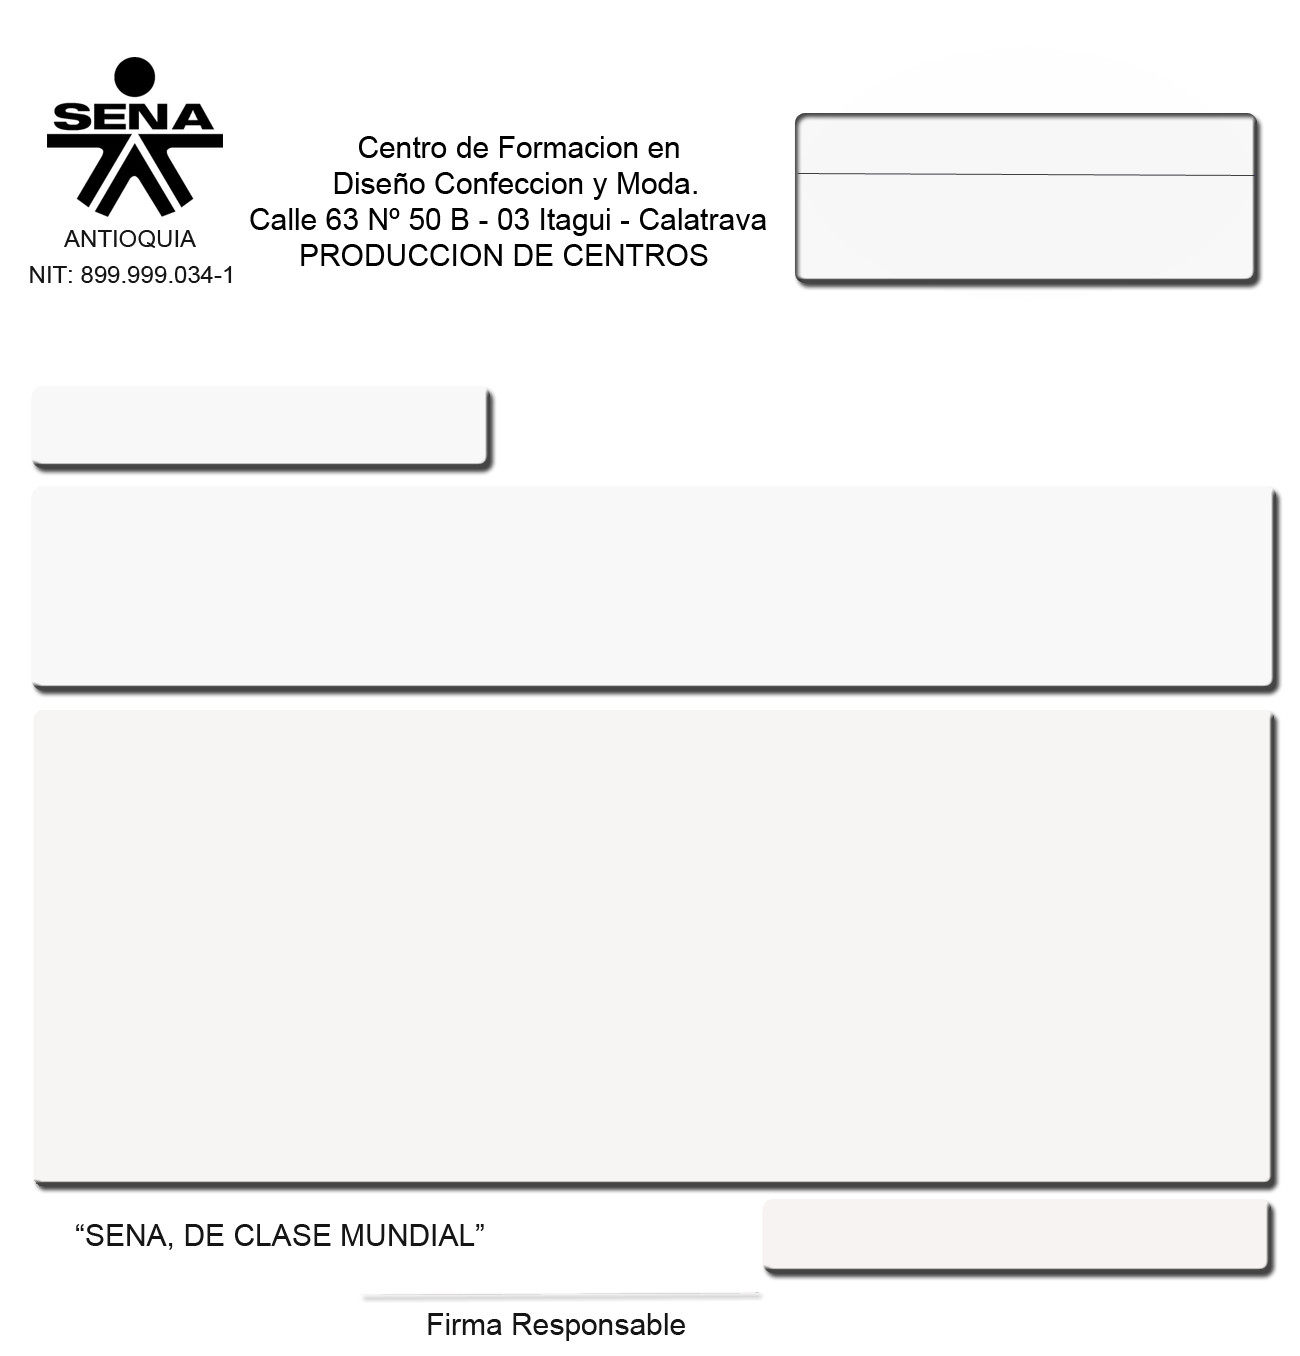 SENA
ANTIOQUIA
NIT: 899.999.034-1
Centro de Formacion en
Diseño Confeccion y Moda.
Calle 63 Nº 50 B - 03 Itagui - Calatrava
PRODUCCION DE CENTROS
“SENA, DE CLASE MUNDIAL”
Firma Responsable